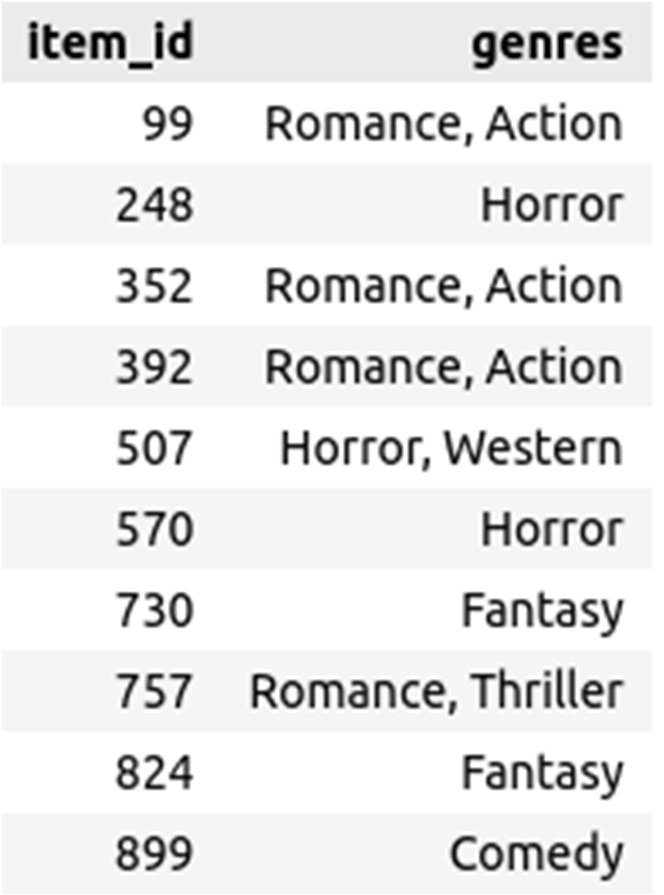 item_id genres
99 Romance, Action
248 Horror
352 Romance, Action
392 Romance, Action
507 Horror, Western
570 Horror
730 Fantasy
757 Romance, Thriller
824 Fantasy
899 Comedy